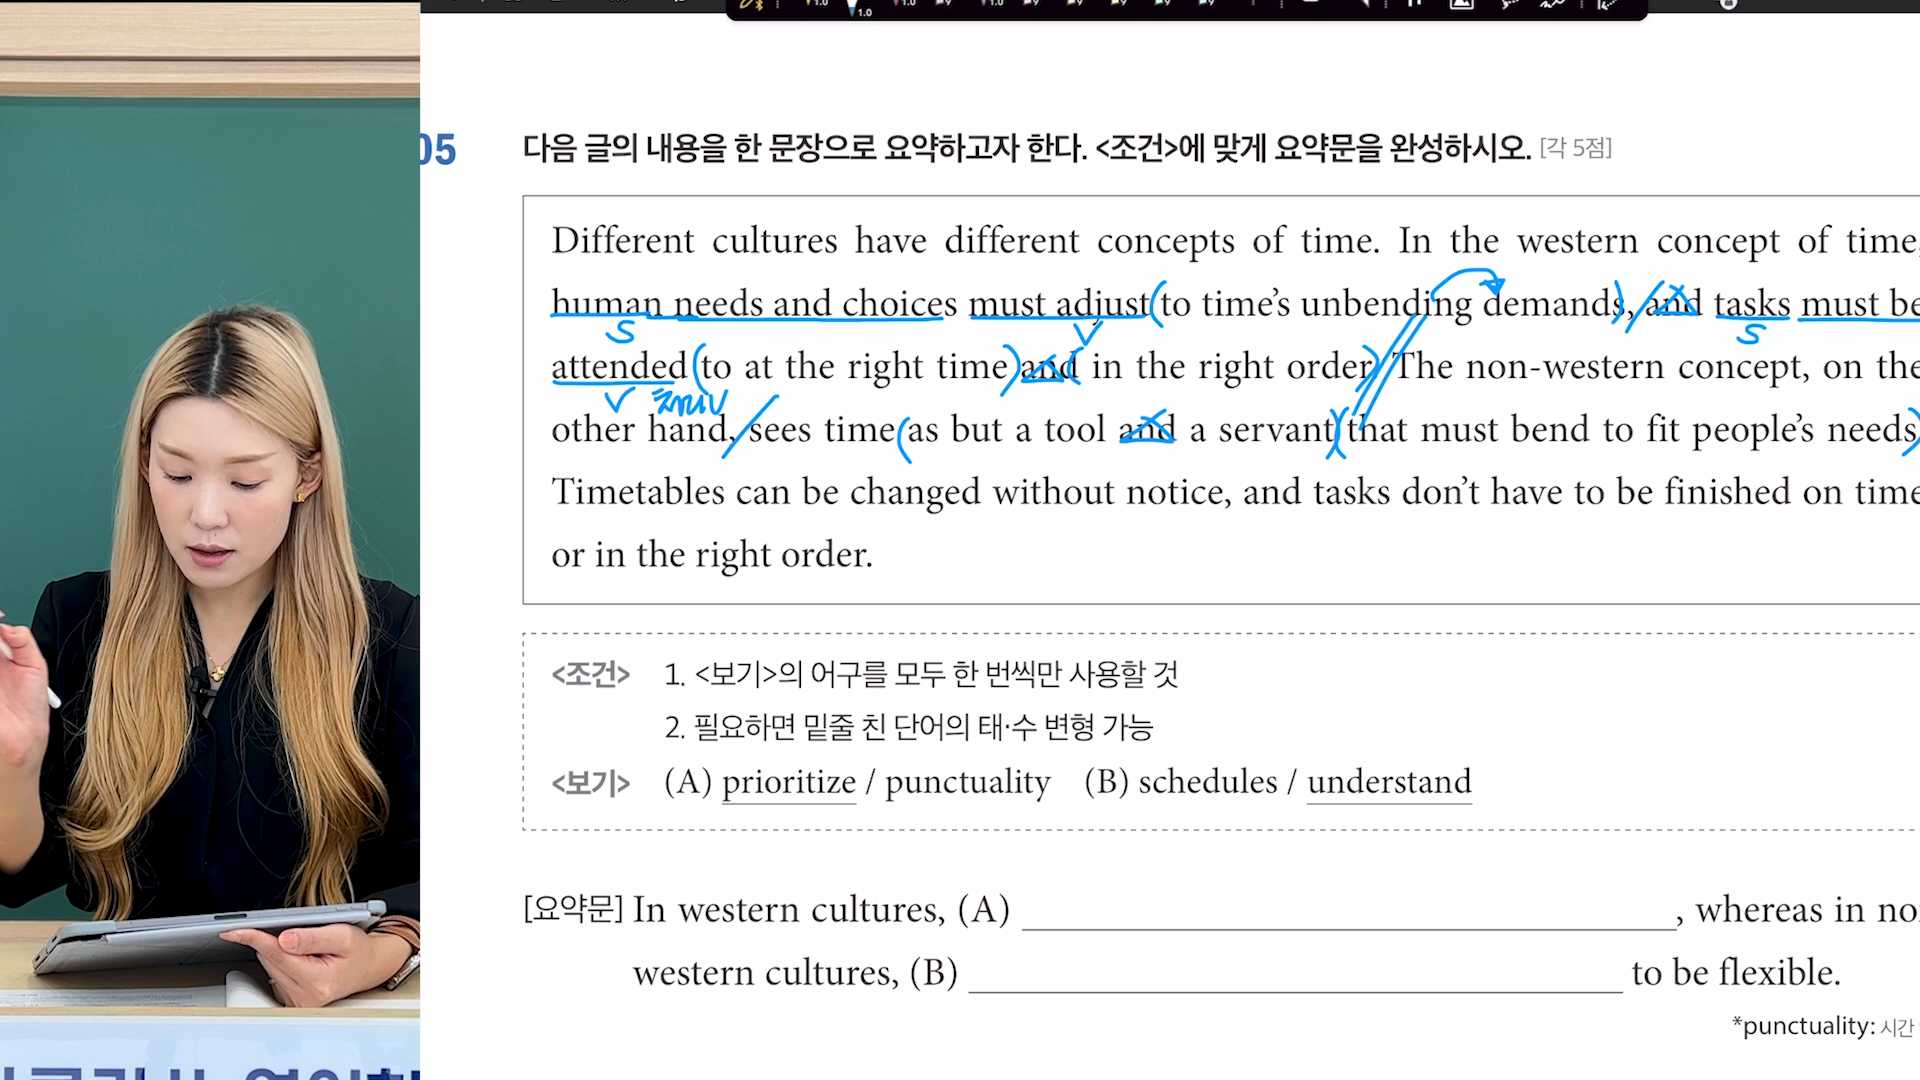 05
다음 글의 내용을 한 문장으로 요약하고자 한다. <조건>에 맞게 요약문을 완성하시오. [각 5점]
Different cultures have different concepts of time. In the western concept of time,
human needs and choices must adjust (to time's unbending demands), / and tasks must be
S V S
attended (to at the right time) and ( in the right order) The non-western concept, on the
V
other hand, / sees time (as but a tool and a servant) (that must bend to fit people's needs)
Timetables can be changed without notice, and tasks don't have to be finished on time
or in the right order.
<조건> 1. <보기>의 어구를 모두 한 번씩만 사용할 것
2. 필요하면 밑줄 친 단어의 태·수 변형 가능
<보기> (A) prioritize / punctuality (B) schedules / understand
[요약문] In western cultures, (A) , whereas in
western cultures, (B) to be flexible.
*punctuality: 시간